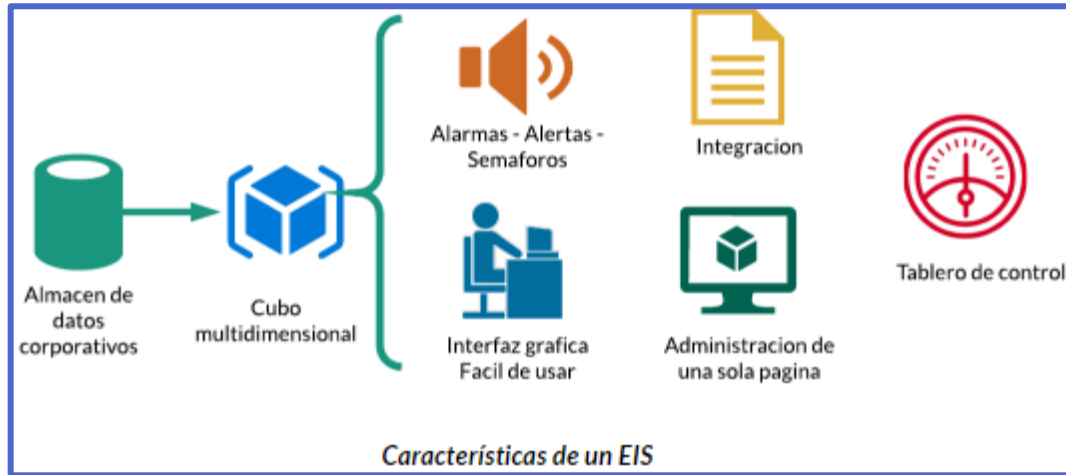 Alarmas - Alertas -
Semaforos
Integracion
Tablero de control
Almacen de
datos
corporativos
Cubo
multidimensional
Interfaz grafica
Facil de usar
Administracion de
una sola pagina
Características de un EIS